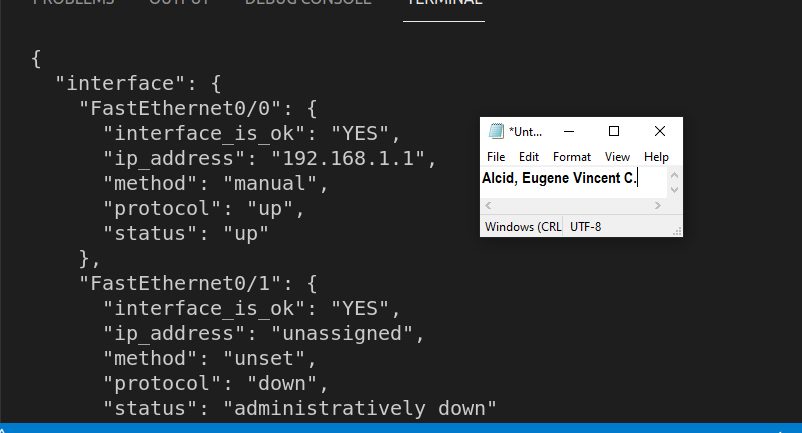 PROBLEMS OUTPUT DEBUG CONSOLE TERMINAL
{
"interface": {
"FastEthernet0/0": {
"interface_is_ok": "YES",
"ip_address": "192.168.1.1",
"method": "manual",
"protocol": "up",
"status": "up"
},
"FastEthernet0/1": {
"interface_is_ok": "YES",
"ip_address": "unassigned",
"method": "unset",
"protocol": "down",
"status": "administratively down"
*Unt...
File Edit Format View Help
Alcid, Eugene Vincent C.
Windows (CRL UTF-8